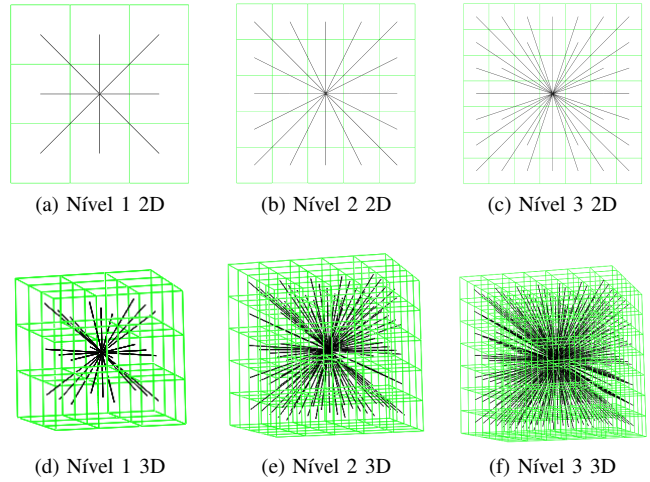 (a) Nível 1 2D
(b) Nível 2 2D
(c) Nível 3 2D
(d) Nível 1 3D
(e) Nível 2 3D
(f) Nível 3 3D